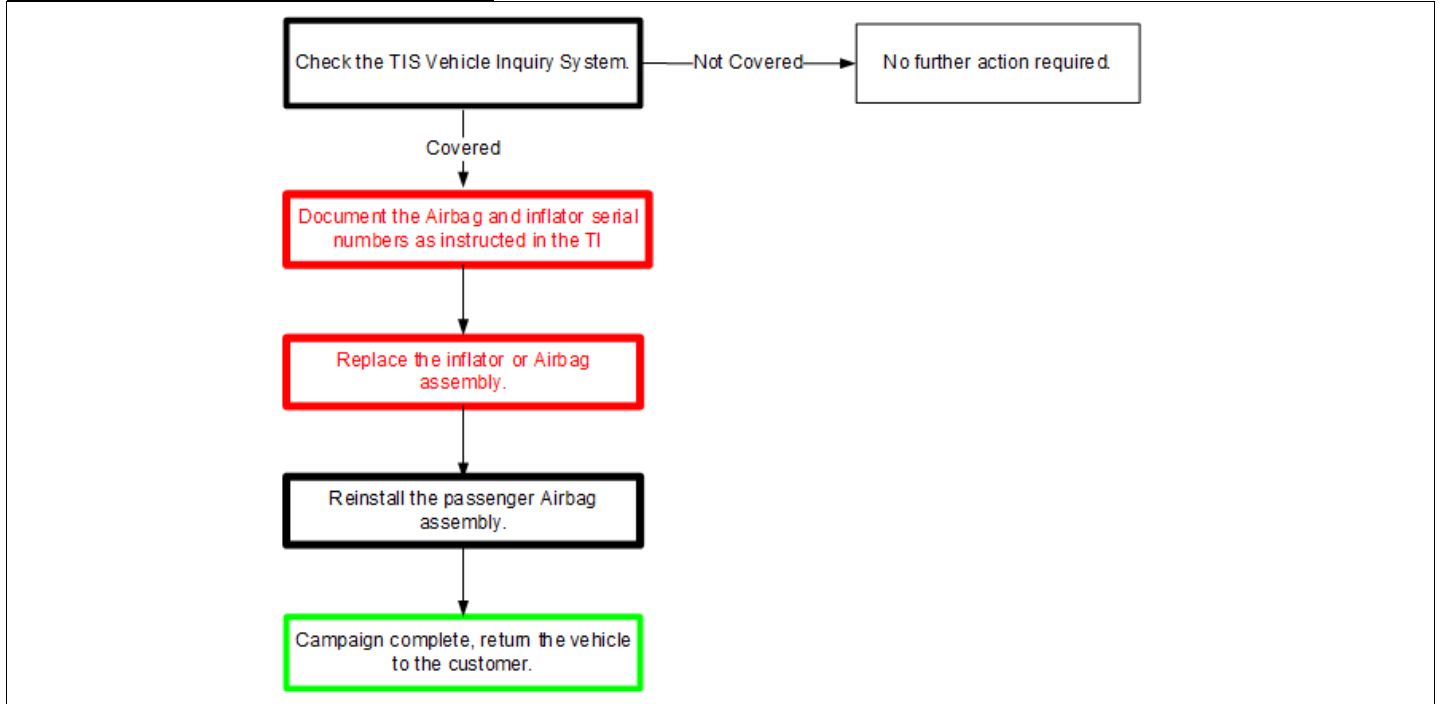 Check the TIS Vehicle Inquiry System.
Not Covered
No further action required.
Covered
Document the Airbag and inflator serial
numbers as instructed in the TI
Replace the inflator or Airbag
assembly.
Reinstall the passenger Airbag
assembly.
Campaign complete, return the vehicle
to the customer.